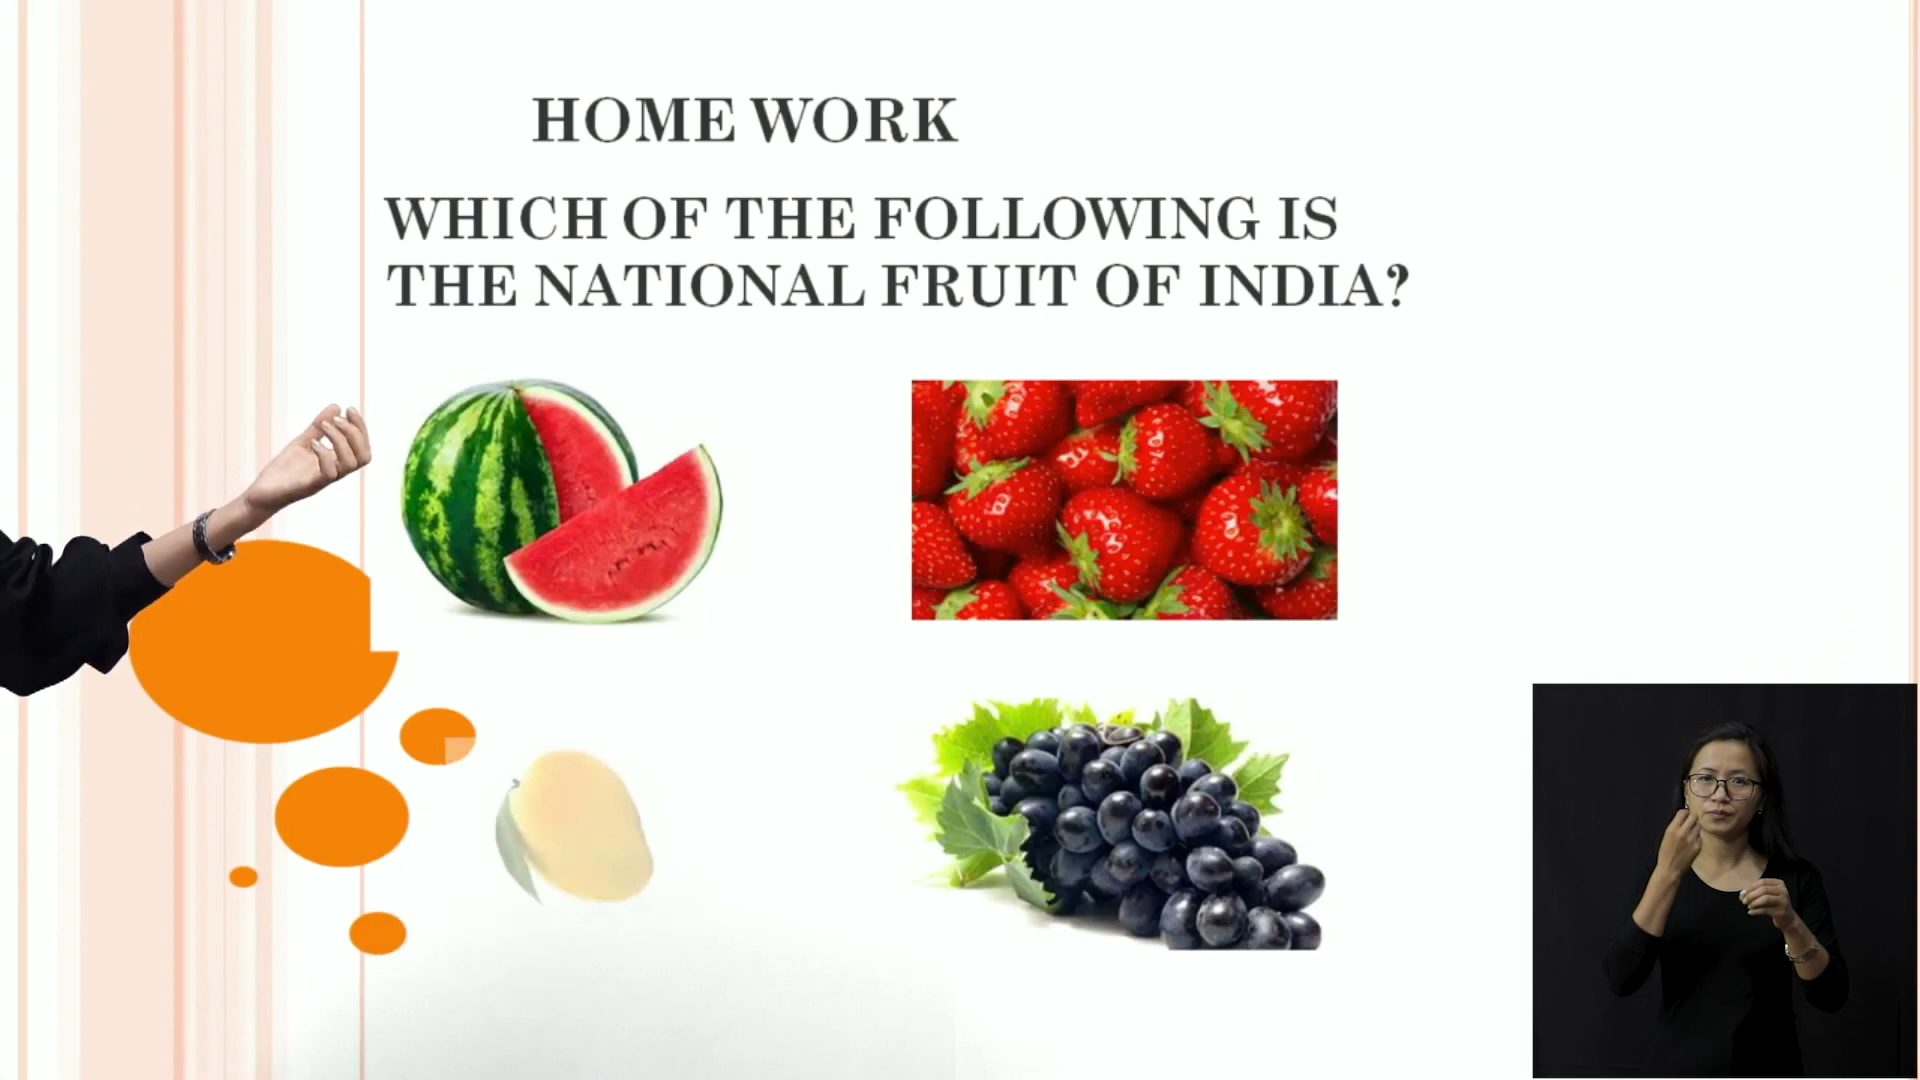 HOME WORK
WHICH OF THE FOLLOWING IS
THE NATIONAL FRUIT OF INDIA?